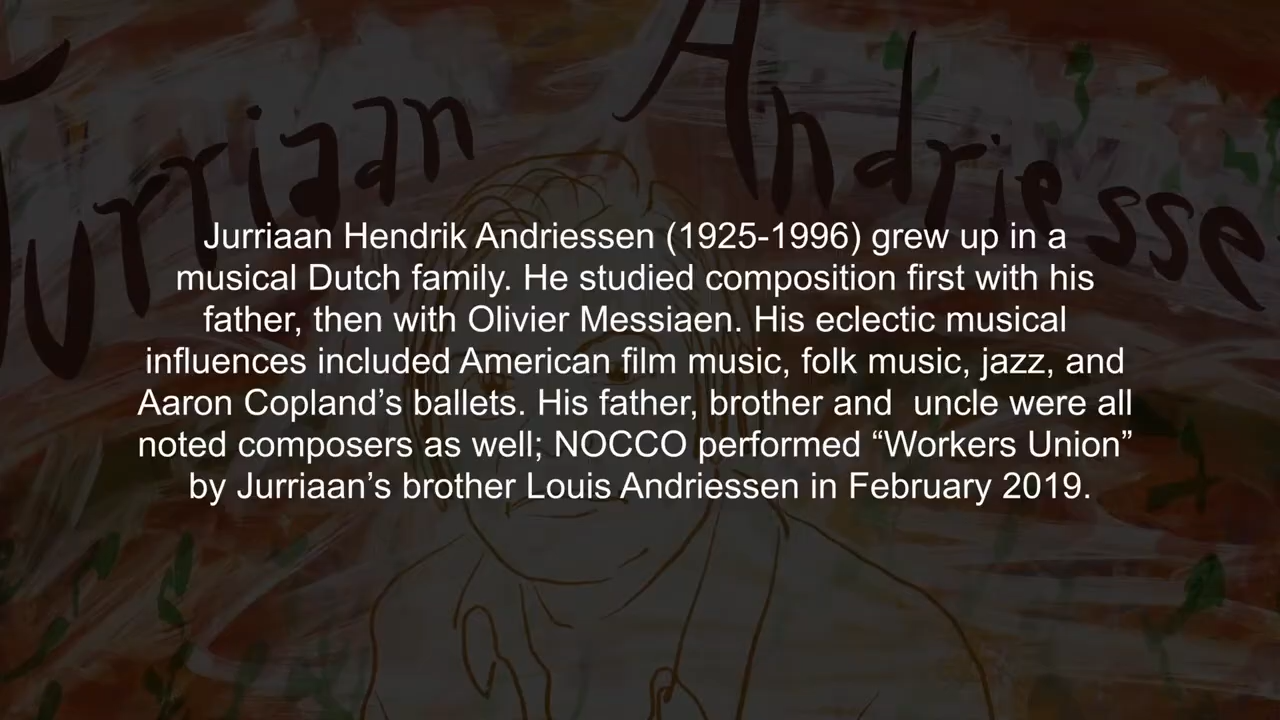 Jurriaan Andriesse
Jurriaan Hendrik Andriessen (1925-1996) grew up in a
musical Dutch family. He studied composition first with his
father, then with Olivier Messiaen. His eclectic musical
influences included American film music, folk music, jazz, and
Aaron Copland’s ballets. His father, brother and  uncle were all
noted composers as well; NOCCO performed “Workers Union”
by Jurriaan’s brother Louis Andriessen in February 2019.